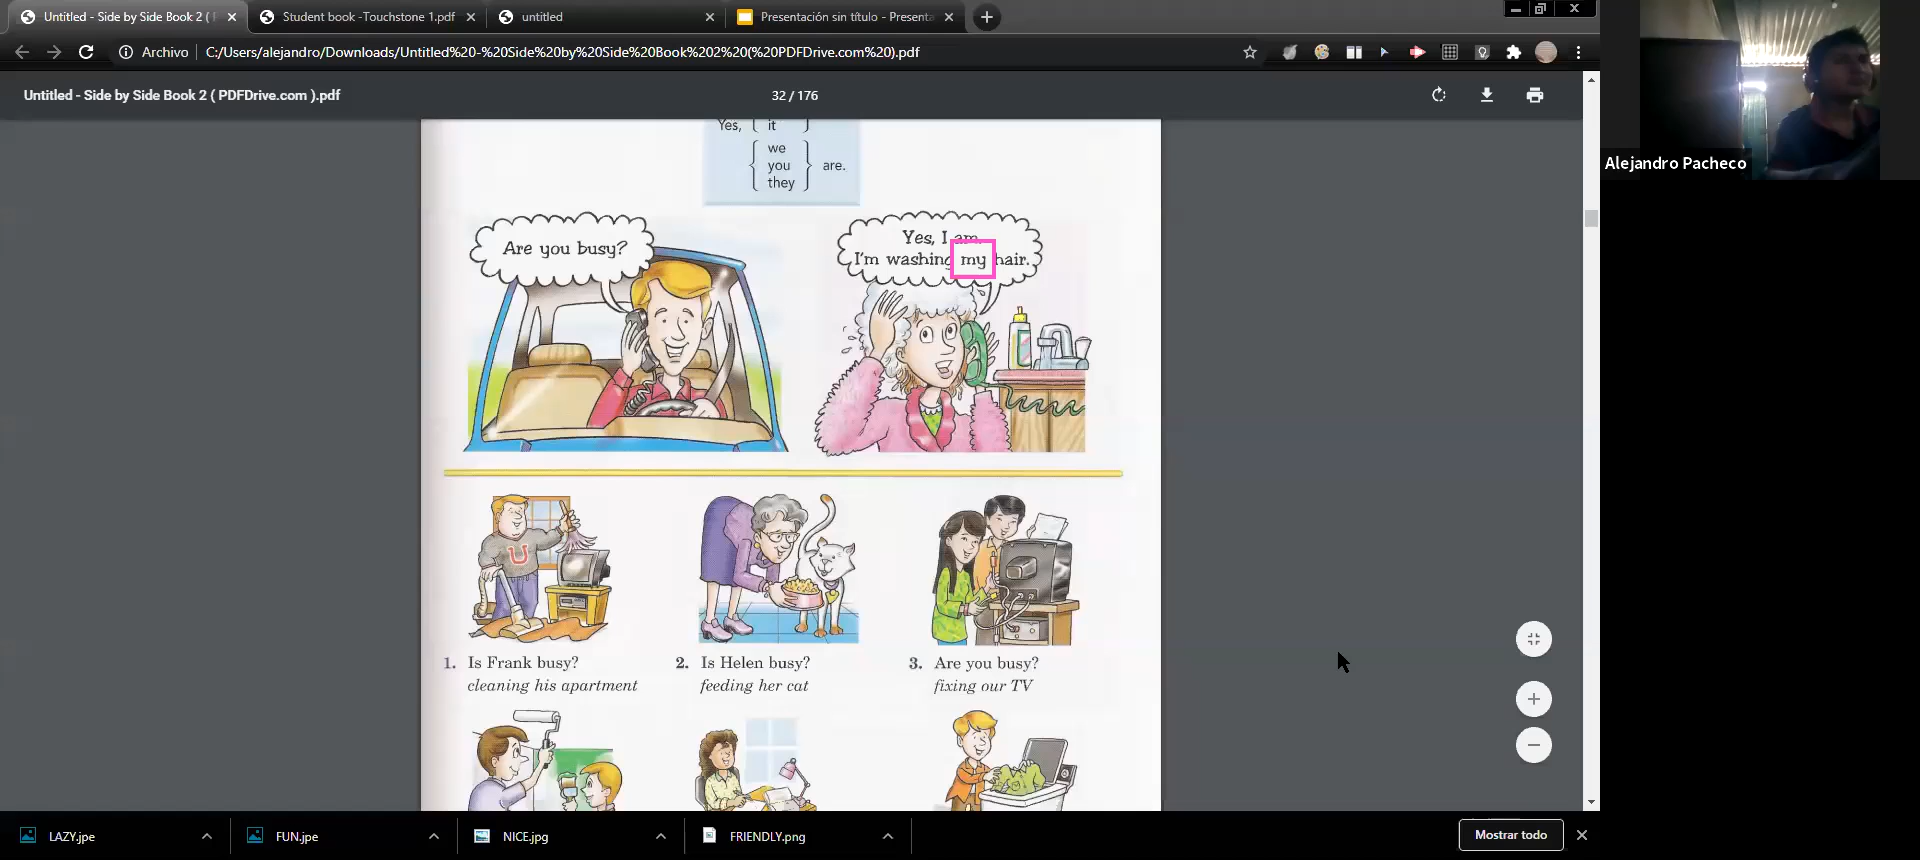 Untitled - Side by Side Book 2 (
Student book -Touchstone 1.pdf
untitled
Presentación sin título - Presenta
Archivo
C:/Users/alejandro/Downloads/Untitled%20-%20Side%20by%20Side%20Book%202%20(%20PDFDrive.com%20).pdf
Untitled - Side by Side Book 2 ( PDFDrive.com ).pdf
32 / 176
Alejandro Pacheco
Yes, it
we
you are.
they
Are you busy?
Yes, I am.
I'm washing my hair.
U
1. Is Frank busy?
cleaning his apartment
2. Is Helen busy?
feeding her cat
3. Are you busy?
fixing our TV
LAZY.jpe
FUN.jpe
NICE.jpg
FRIENDLY.png
Mostrar todo